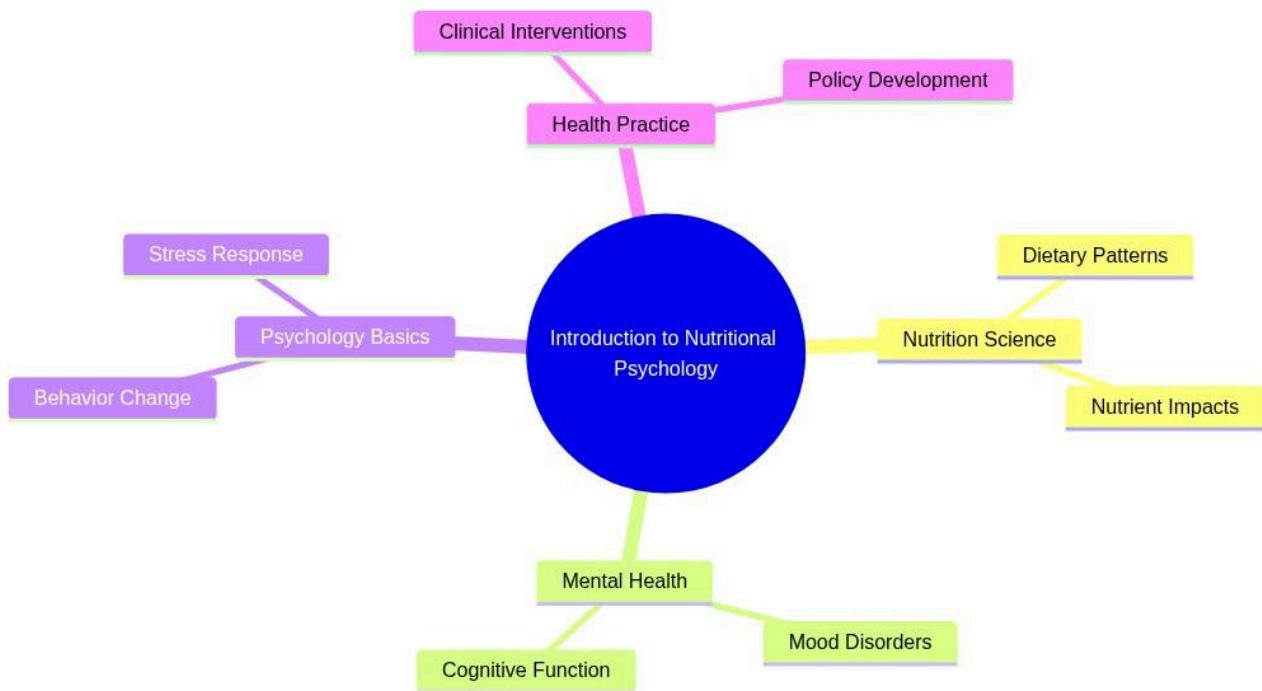 Clinical Interventions
Policy Development
Health Practice
Stress Response
Dietary Patterns
Psychology Basics
Introduction to Nutritional
Psychology
Nutrition Science
Behavior Change
Nutrient Impacts
Mental Health
Mood Disorders
Cognitive Function